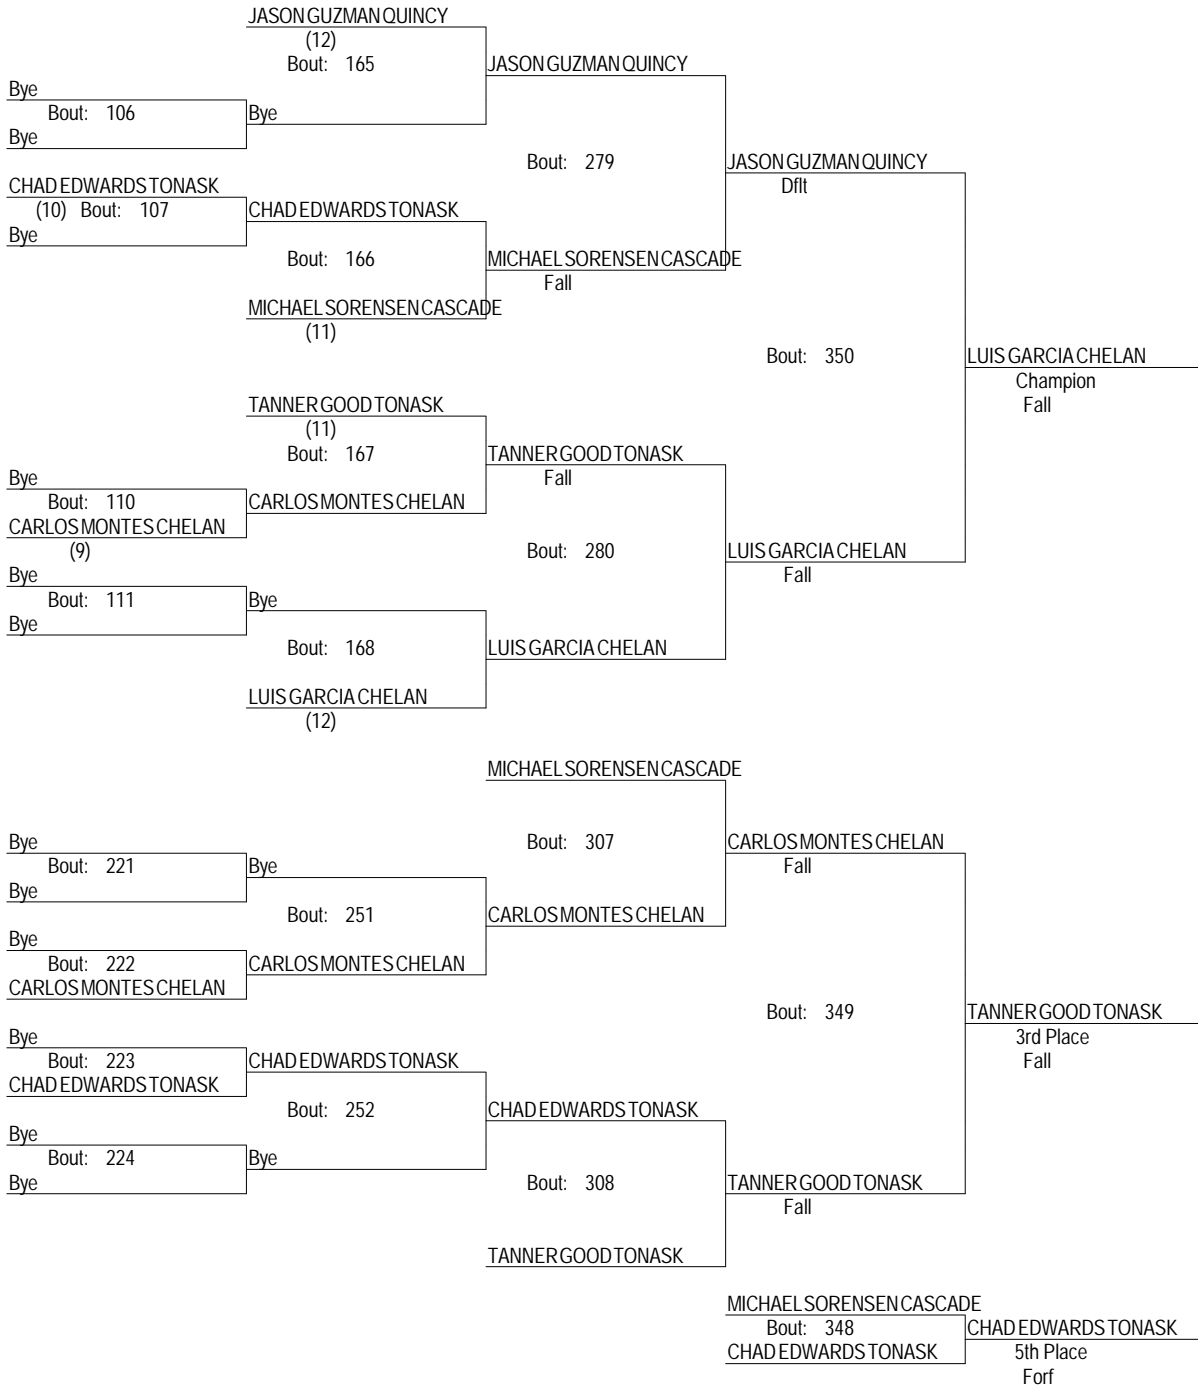 JASON GUZMAN QUINCY
(12)
Bout: 165
JASON GUZMAN QUINCY
Bye
Bout: 106
Bye
Bye
Bout: 279
JASON GUZMAN QUINCY
Dflt
CHAD EDWARDS TONASK
(10) Bout: 107
CHAD EDWARDS TONASK
Bye
Bout: 166
MICHAEL SORENSEN CASCADE
Fall
MICHAEL SORENSEN CASCADE
(11)
Bout: 350
LUIS GARCIA CHELAN
Champion
Fall
TANNER GOOD TONASK
(11)
Bout: 167
TANNER GOOD TONASK
Fall
Bye
Bout: 110
CARLOS MONTES CHELAN
CARLOS MONTES CHELAN
(9)
Bout: 280
LUIS GARCIA CHELAN
Fall
Bye
Bout: 111
Bye
Bye
Bout: 168
LUIS GARCIA CHELAN
LUIS GARCIA CHELAN
(12)
MICHAEL SORENSEN CASCADE
Bye
Bout: 307
CARLOS MONTES CHELAN
Fall
Bout: 221
Bye
Bye
Bout: 251
CARLOS MONTES CHELAN
Bye
Bout: 222
CARLOS MONTES CHELAN
CARLOS MONTES CHELAN
Bout: 349
TANNER GOOD TONASK
3rd Place
Fall
Bye
Bout: 223
CHAD EDWARDS TONASK
CHAD EDWARDS TONASK
Bout: 252
CHAD EDWARDS TONASK
Bye
Bout: 224
Bye
Bye
Bout: 308
TANNER GOOD TONASK
Fall
TANNER GOOD TONASK
MICHAEL SORENSEN CASCADE
Bout: 348
CHAD EDWARDS TONASK
CHAD EDWARDS TONASK
5th Place
Forf